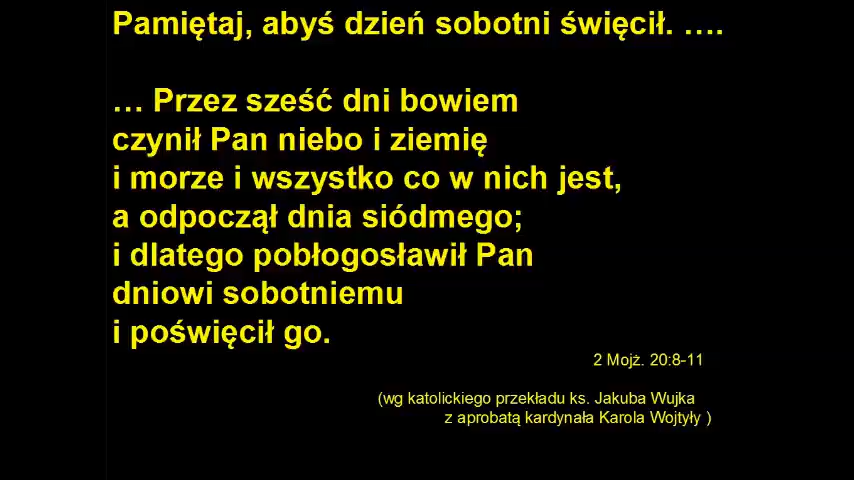 Pamiętaj, abyś dzień sobotni święcił. ….
… Przez sześć dni bowiem
czynił Pan niebo i ziemię
i morze i wszystko co w nich jest,
a odpoczął dnia siódmego;
i dlatego pobłogosławił Pan
dniowi sobotniemu
i poświęcił go.
2 Mojż. 20:8-11
(wg katolickiego przekładu ks. Jakuba Wujka
z aprobatą kardynała Karola Wojtyły )